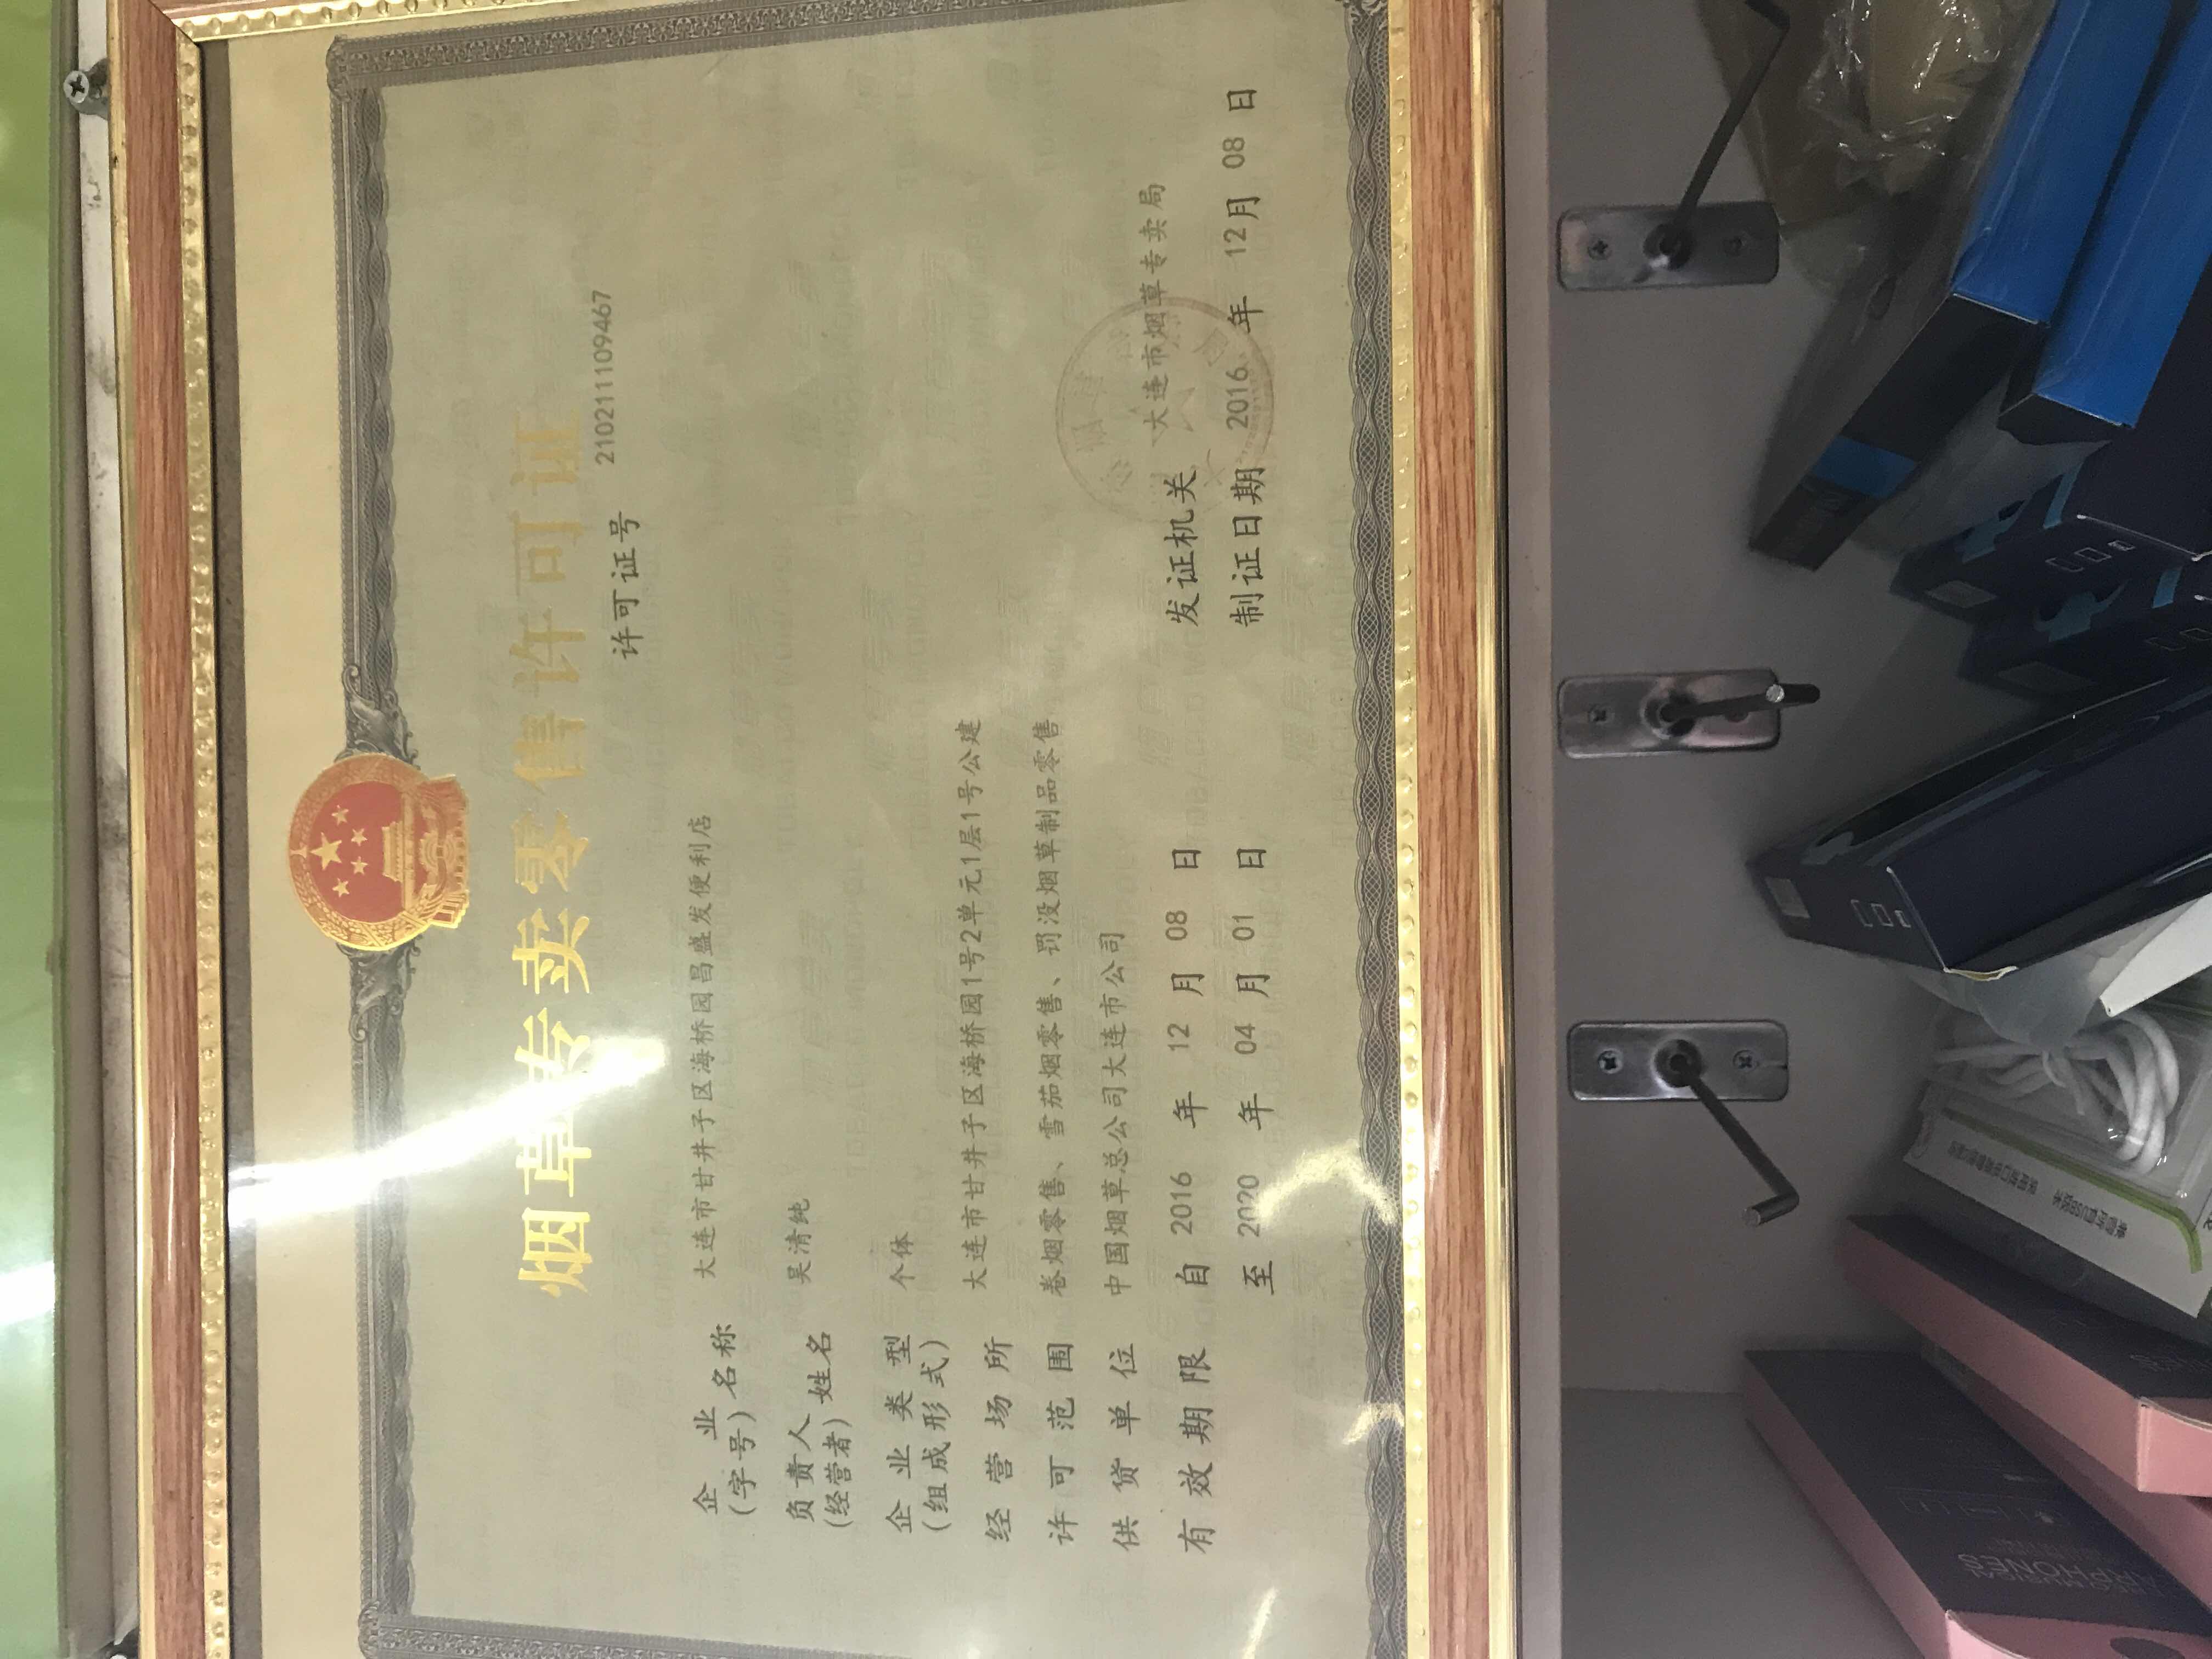 烟草专卖零售许可证
许可证号 210211109467
企业名称 大连市甘井子区海桥园昌盛发便利店
(字号)
负责人姓名 吴清纯
(经营者)
企业类型 个体
(组成形式)
经营场所 大连市甘井子区海桥园1号2单元1层1号公建
许可范围 卷烟零售、雪茄烟零售、罚没烟草制品零售
供货单位 中国烟草总公司大连市公司
有效期限 自 2016 年 12 月 08 日
至 2020 年 04 月 01 日
发证机关 大连市烟草专卖局
制证日期 2016 年 12 月 08 日